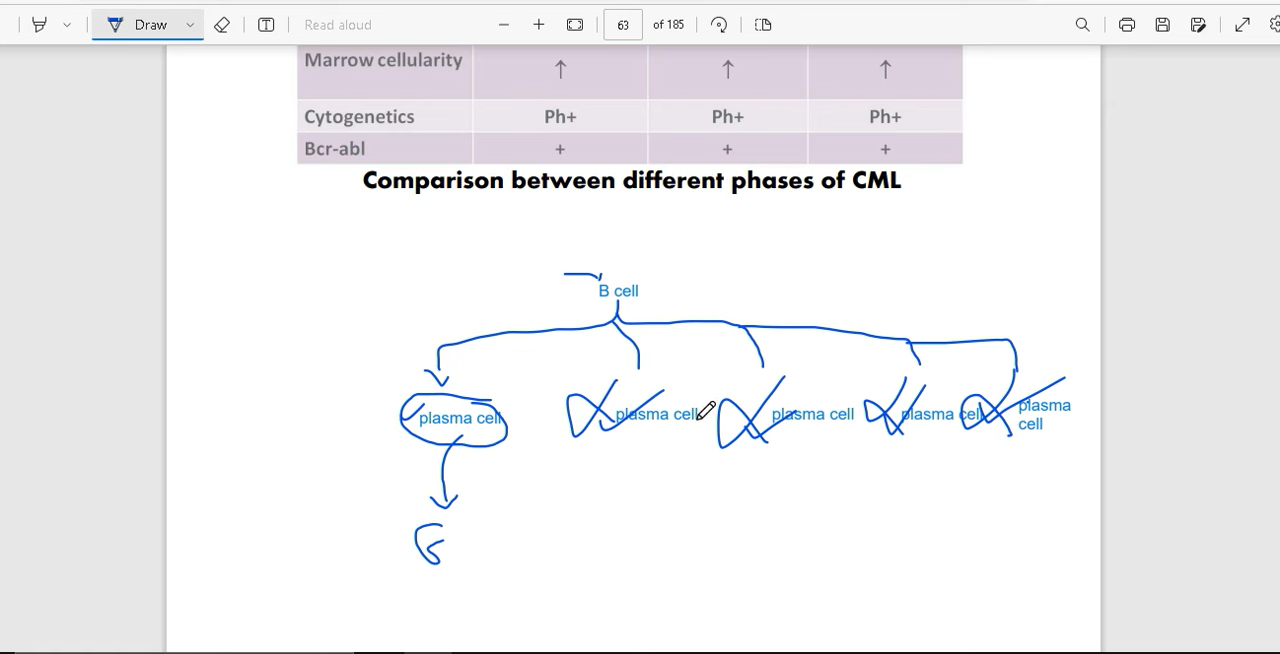 Draw
Read aloud
63 of 185
Marrow cellularity ↑ ↑ ↑
Cytogenetics Ph+ Ph+ Ph+
Bcr-abl + + +
Comparison between different phases of CML
B cell
plasma cell plasma cell plasma cell plasma cell plasma
cell
G